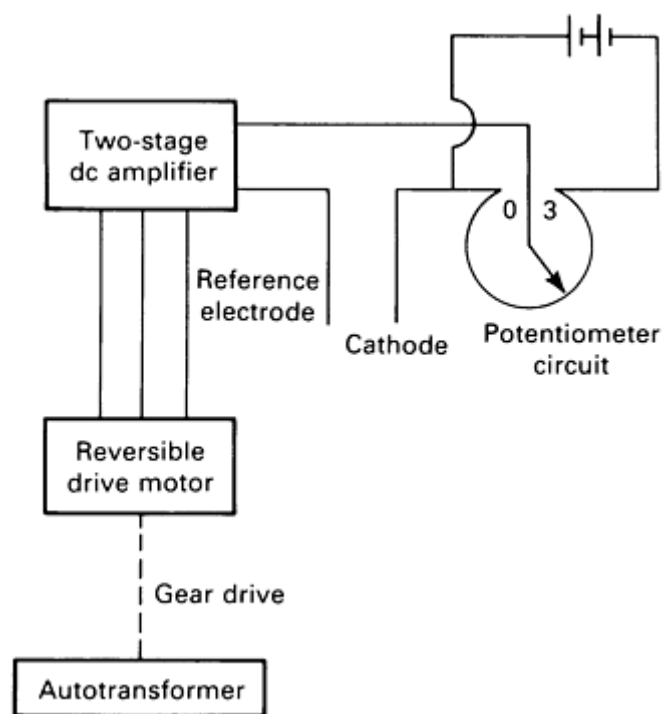 Two-stage
dc amplifier
0 3
Reference
electrode
Cathode
Potentiometer
circuit
Reversible
drive motor
Gear drive
Autotransformer